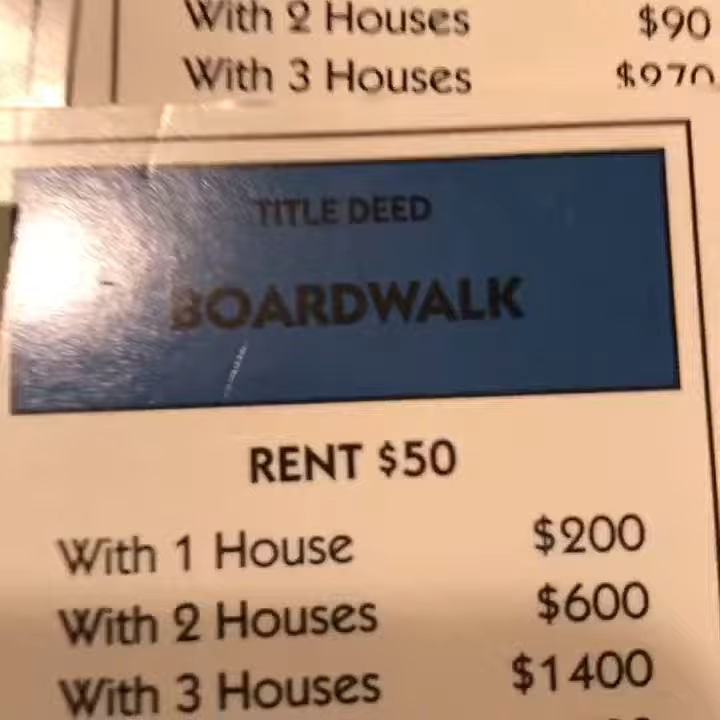 With 2 Houses $90
With 3 Houses $270
TITLE DEED
BOARDWALK
RENT $50
With 1 House $200
With 2 Houses $600
With 3 Houses $1400